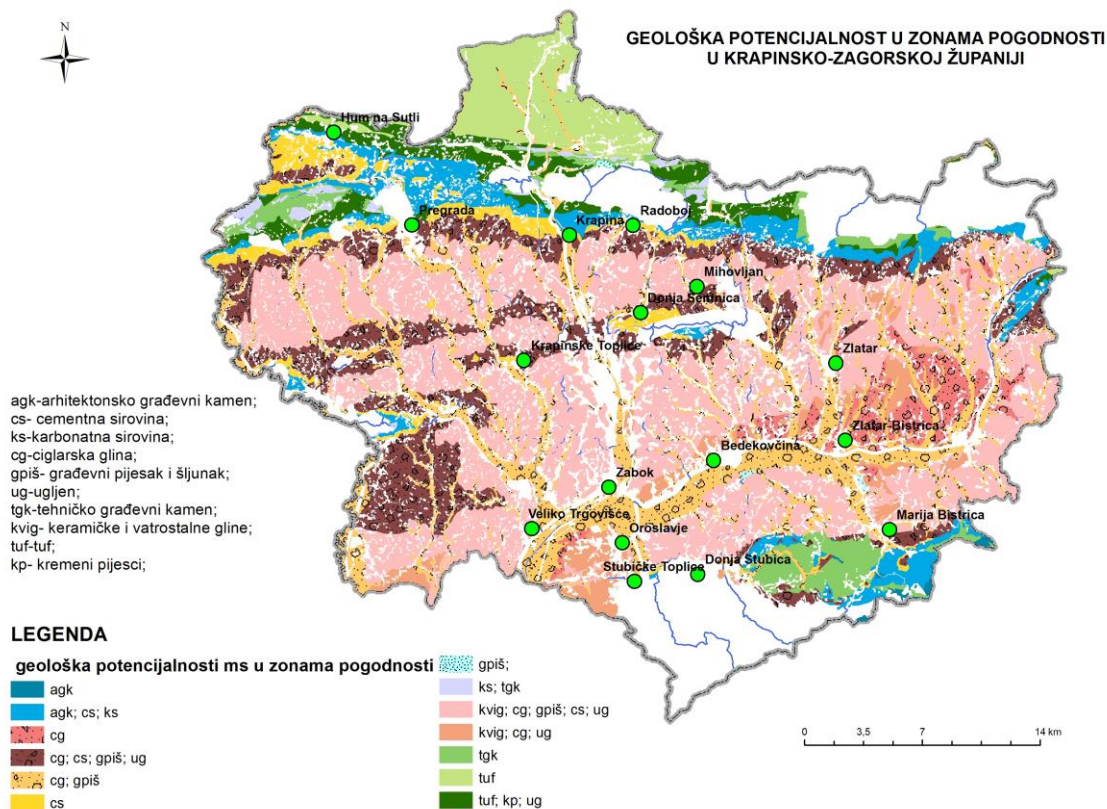 N
GEOLOŠKA POTENCIJALNOST U ZONAMA POGODNOSTI
U KRAPINSKO-ZAGORSKOJ ŽUPANIJI
Hum na Sutli
Pregrada
Krapina
Radoboj
Mihovljan
Donja Šemnica
Krapinske Toplice
Zlatar
Zlatar-Bistrica
Bedekovčina
Zabok
Veliko Trgovišće
Oroslavje
Marija Bistrica
Stubičke Toplice
Donja Stubica
agk-arhitektonsko građevni kamen;
cs- cementna sirovina;
ks-karbonatna sirovina;
cg-ciglarska glina;
gpiš- građevni pijesak i šljunak;
ug-ugljen;
tgk-tehničko građevni kamen;
kvig- keramičke i vatrostalne gline;
tuf-tuf;
kp- kremeni pijesci;
LEGENDA
geološka potencijalnosti ms u zonama pogodnosti
agk
agk; cs; ks
cg
cg; cs; gpiš; ug
cg; gpiš
cs
gpiš;
ks; tgk
kvig; cg; gpiš; cs; ug
kvig; cg; ug
tgk
tuf
tuf; kp; ug
0 3,5 7 14 km